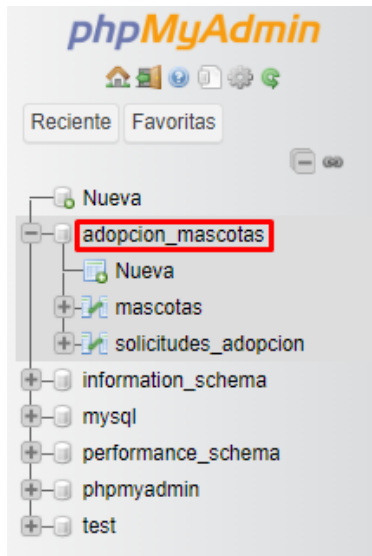 phpMyAdmin
Reciente Favoritas
Nueva
adopcion_mascotas
Nueva
mascotas
solicitudes_adopcion
information_schema
mysql
performance_schema
phpmyadmin
test